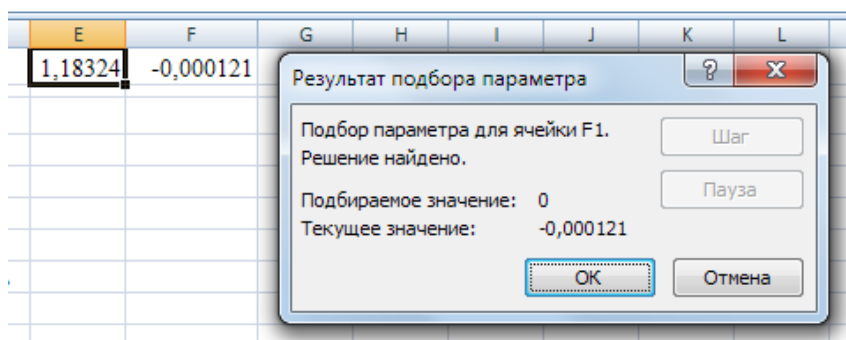 E F G H I J K L
1,18324 -0,000121
Результат подбора параметра
Подбор параметра для ячейки F1.
Решение найдено.
Подбираемое значение: 0
Текущее значение: -0,000121
Шаг
Пауза
ОК Отмена